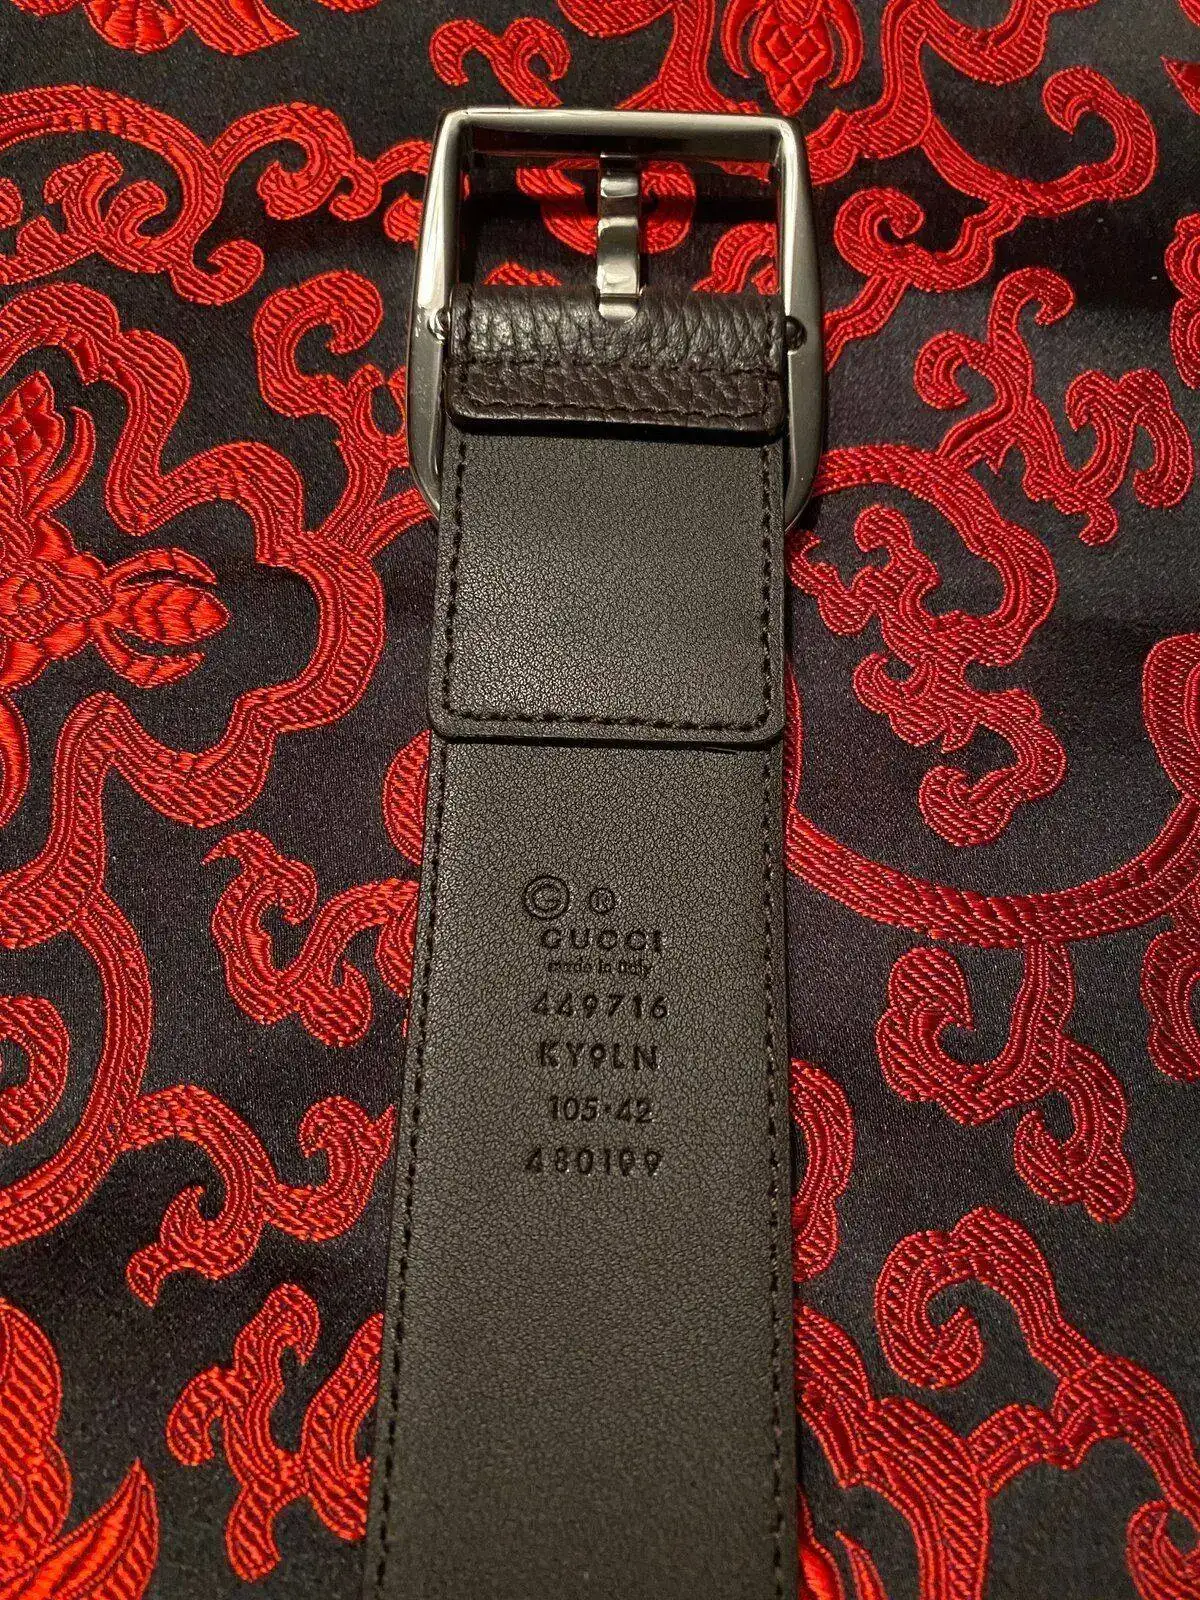 Ⓖ ®
GUCCI
made in Italy
449716
KY9LN
105·42
480199